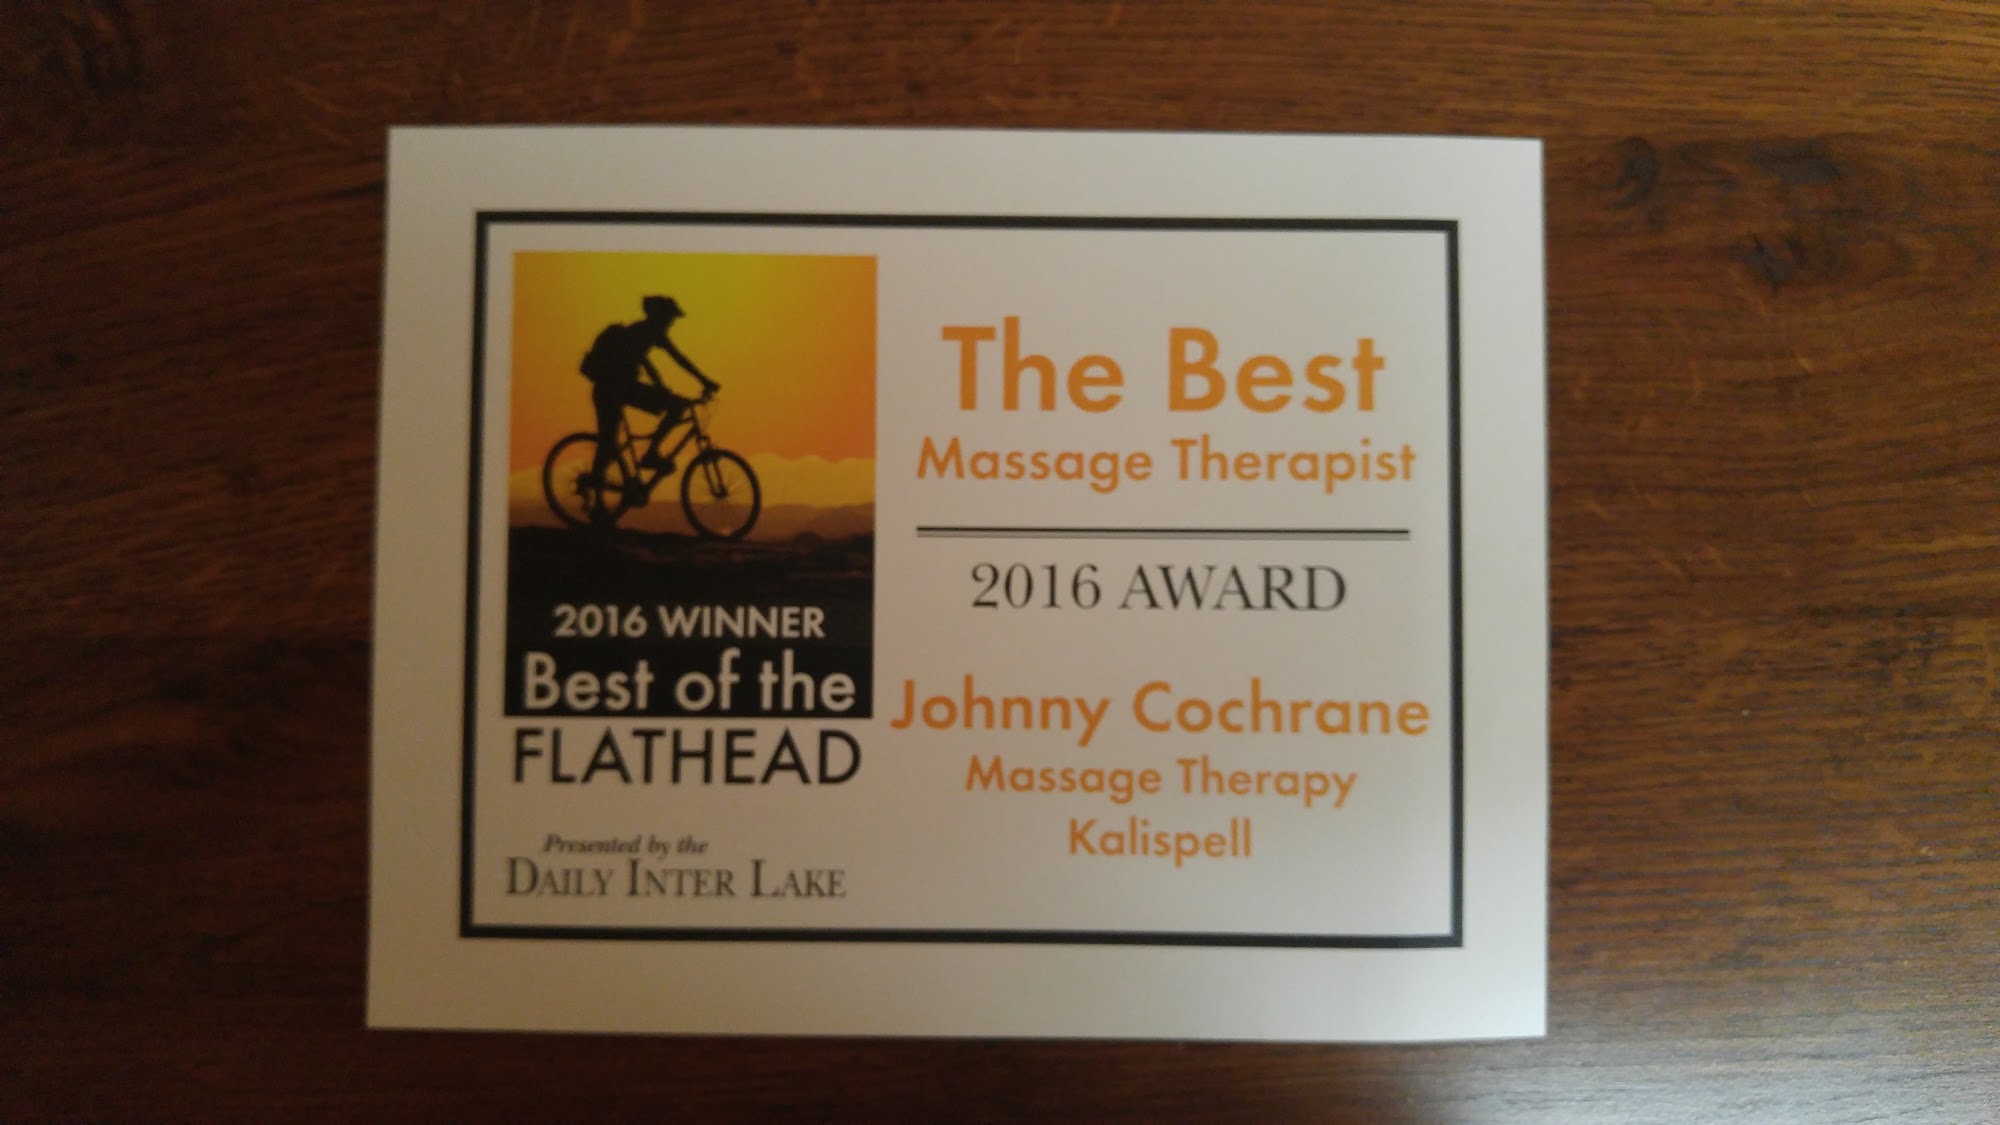 2016 WINNER
Best of the
FLATHEAD
Presented by the
DAILY INTER LAKE
The Best
Massage Therapist
2016 AWARD
Johnny Cochrane
Massage Therapy
Kalispell